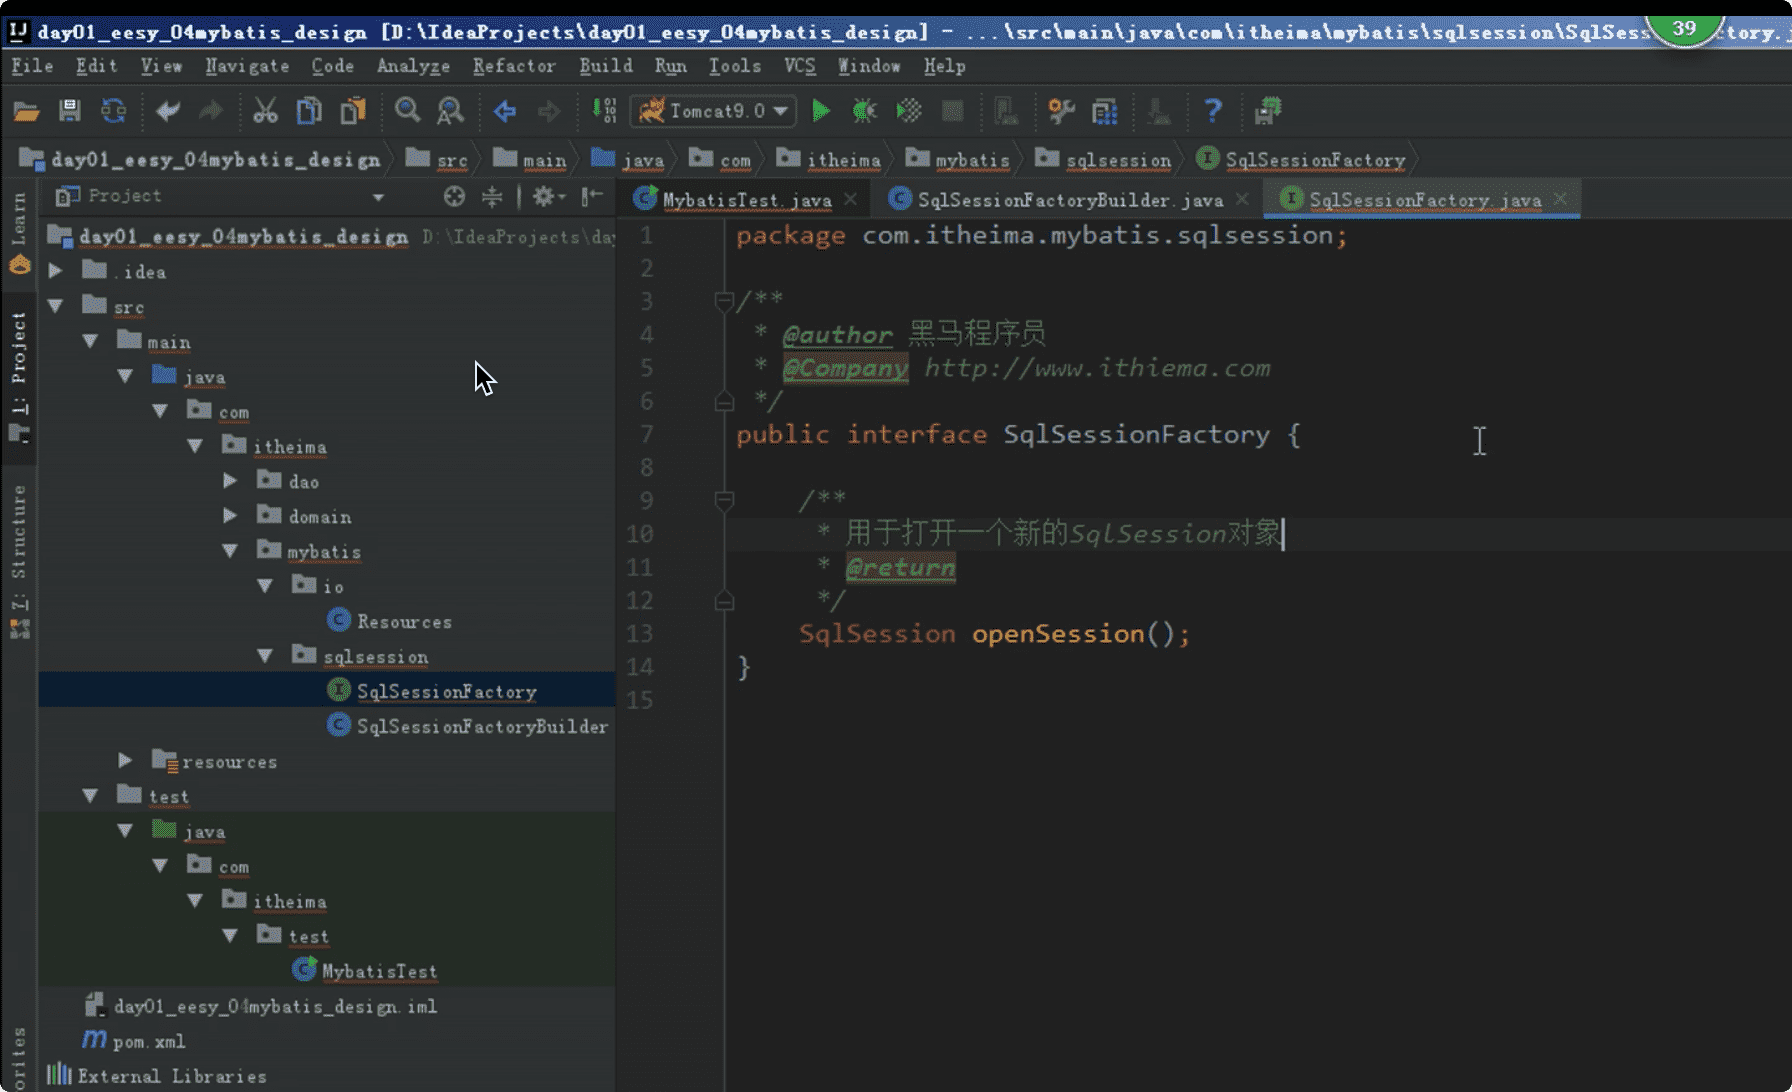 day01_eesy_04mybatis_design [D:\IdeaProjects\day01_eesy_04mybatis_design] - ...\src\main\java\com\itheima\mybatis\sqlsession\SqlSes
39
File Edit View Navigate Code Analyze Refactor Build Run Tools VCS Window Help
Tomcat9.0
day01_eesy_04mybatis_design src main java com itheima mybatis sqlsession SqlSessionFactory
Learn
1: Project
7: Structure
Project
day01_eesy_04mybatis_design D:\IdeaProjects\day
.idea
src
main
java
com
itheima
dao
domain
mybatis
io
Resources
sqlsession
SqlSessionFactory
SqlSessionFactoryBuilder
resources
test
java
com
itheima
test
MybatisTest
day01_eesy_04mybatis_design.iml
pom.xml
External Libraries
MybatisTest.java SqlSessionFactoryBuilder.java SqlSessionFactory.java
1 package com.itheima.mybatis.sqlsession;
2
3 /**
4 * @author 黑马程序员
5 * @Company http://www.ithiema.com
6 */
7 public interface SqlSessionFactory {
8
9 /**
10 * 用于打开一个新的SqlSession对象
11 * @return
12 */
13 SqlSession openSession();
14 }
15